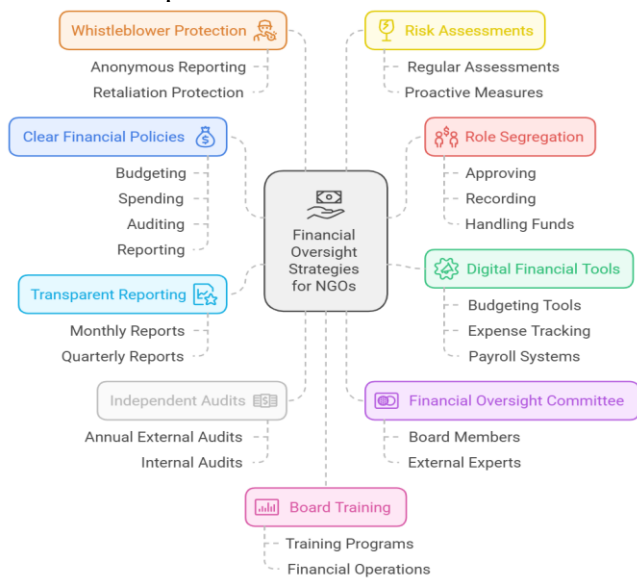 Whistleblower Protection
Anonymous Reporting
Retaliation Protection
Risk Assessments
Regular Assessments
Proactive Measures
Clear Financial Policies
Budgeting
Spending
Auditing
Reporting
Role Segregation
Approving
Recording
Handling Funds
Financial
Oversight
Strategies
for NGOs
Transparent Reporting
Monthly Reports
Quarterly Reports
Digital Financial Tools
Budgeting Tools
Expense Tracking
Payroll Systems
Independent Audits
Annual External Audits
Internal Audits
Financial Oversight Committee
Board Members
External Experts
Board Training
Training Programs
Financial Operations